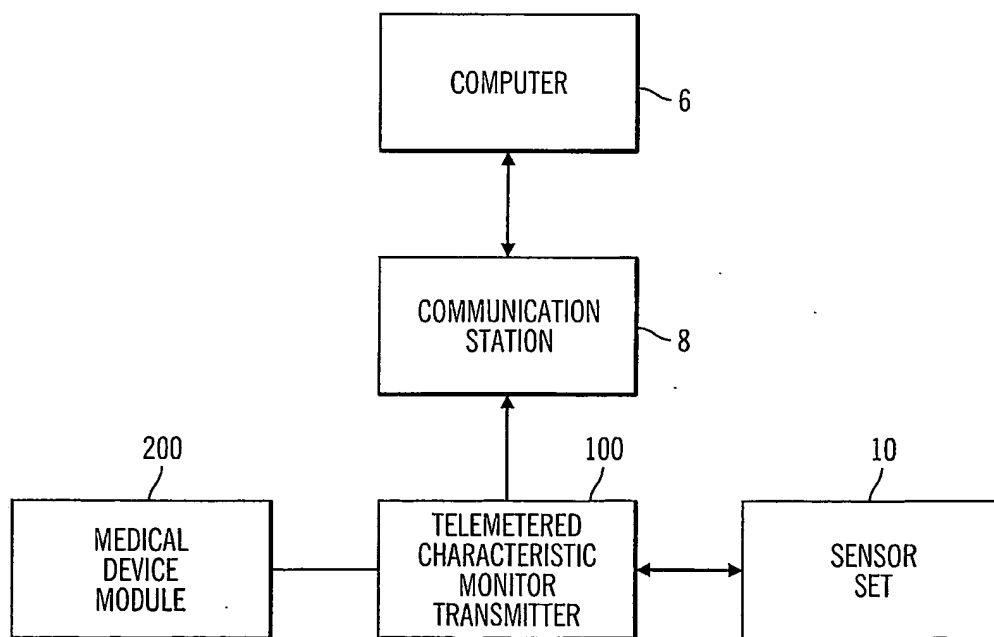 COMPUTER
6
COMMUNICATION
STATION
8
200
100
10
MEDICAL
DEVICE
MODULE
TELEMETERED
CHARACTERISTIC
MONITOR
TRANSMITTER
SENSOR
SET